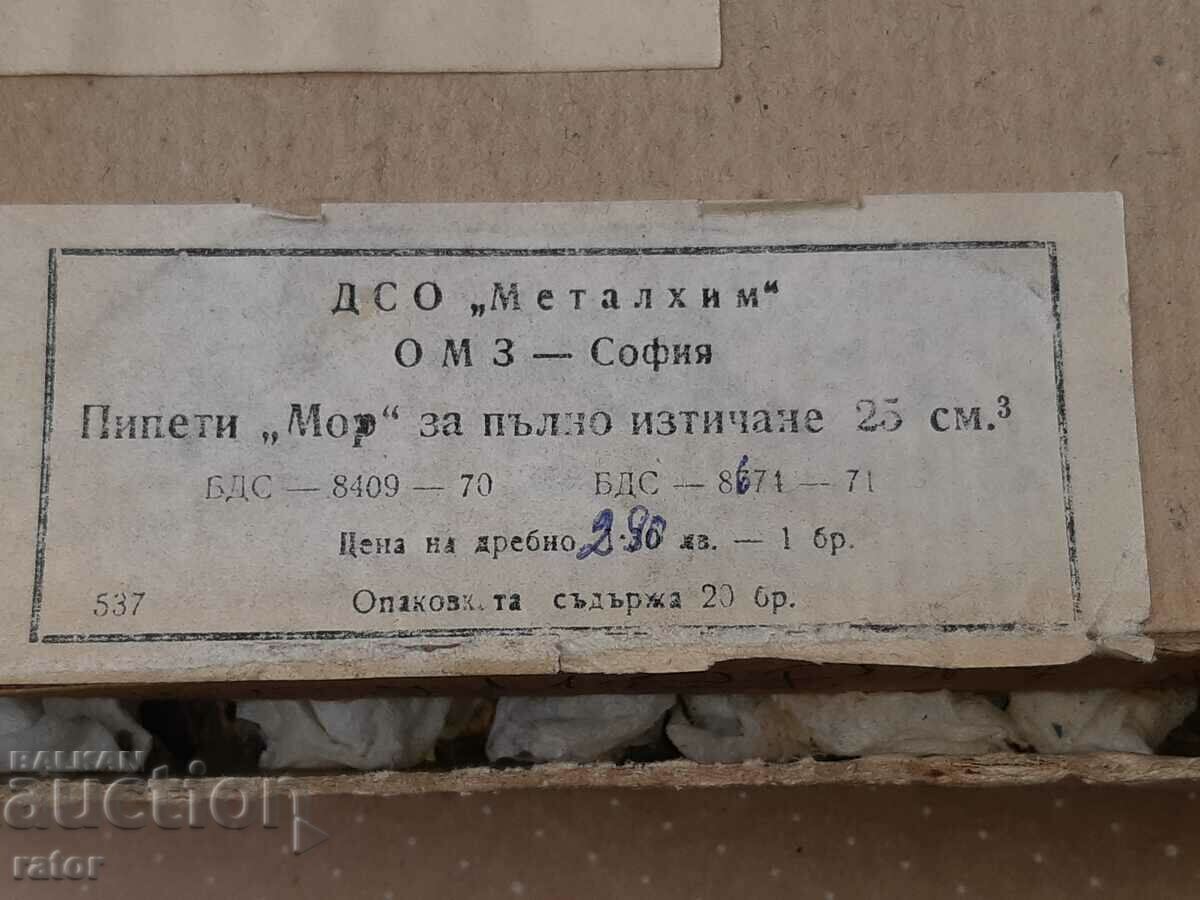 ДСО „Металхим“
ОМЗ — София
Пипети „Мор“ за пълно изтичане 25 см.³
БДС — 8409 — 70 БДС — 8671 — 71
Цена на дребно 2.90 лв. — 1 бр.
537 Опаковката съдържа 20 бр.
BALKAN
auction
rator